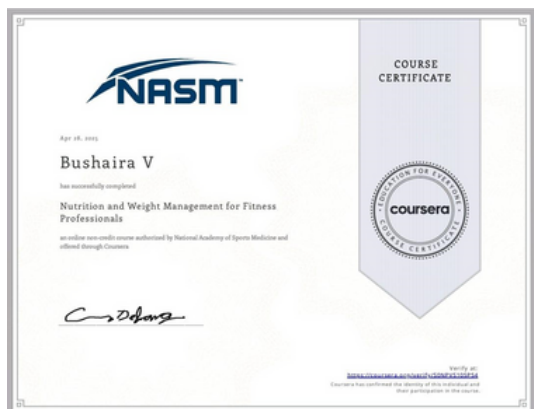 NASM
COURSE
CERTIFICATE
Bushaira V
has successfully completed
Nutrition and Weight Management for Fitness
Professionals
an online non-credit course authorized by National Academy of Sports Medicine and
offered through Coursera
EDUCATION FOR EVERYONE
coursera
COURSE CERTIFICATE
Verify at:
Coursera has confirmed the identity of this individual and
their participation in the course.